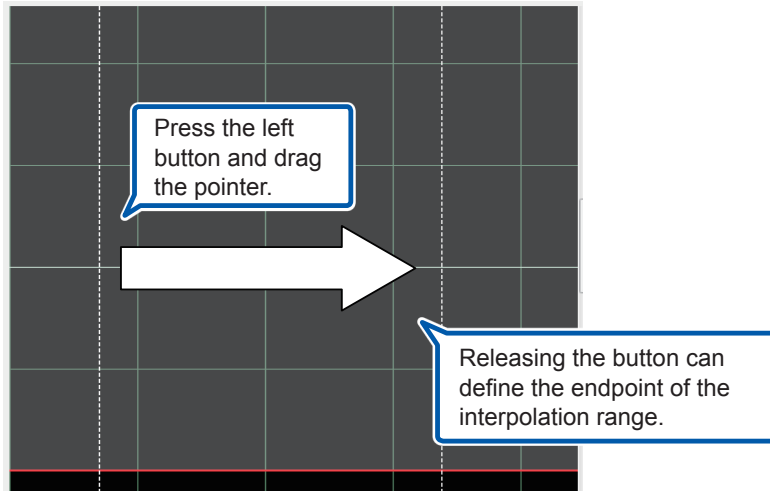 Press the left
button and drag
the pointer.
Releasing the button can
define the endpoint of the
interpolation range.